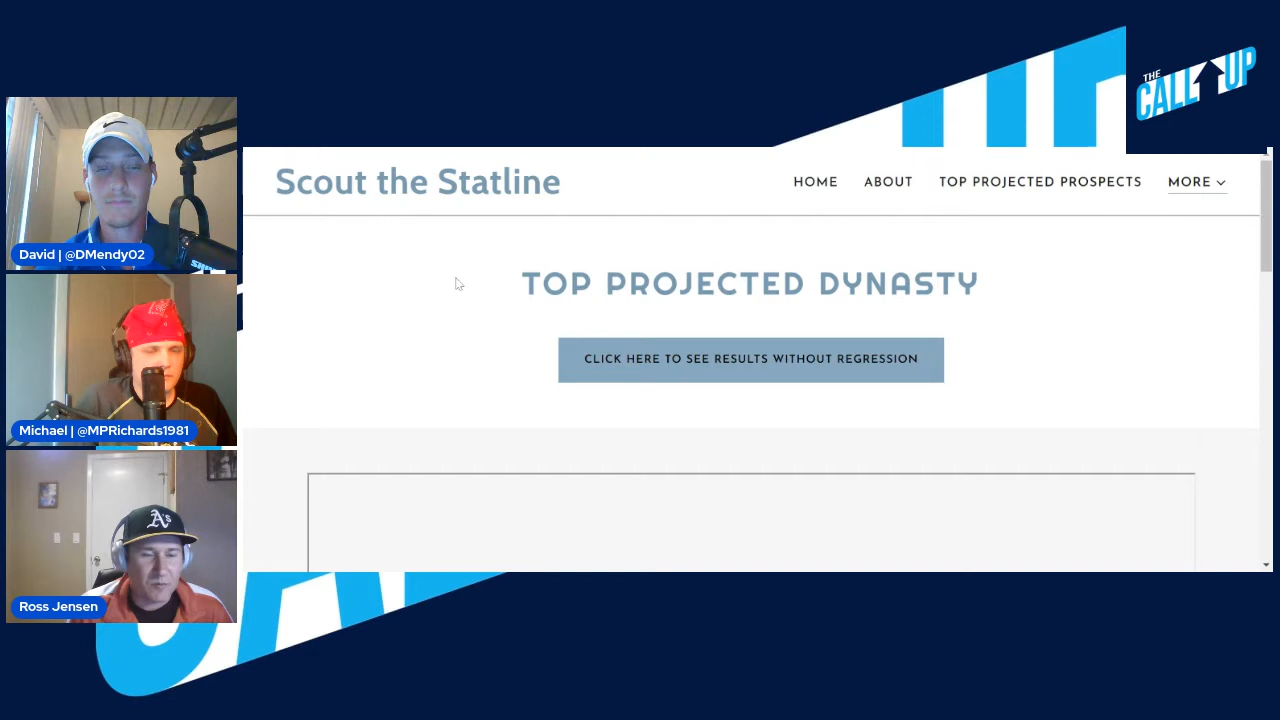 THE
CALL UP
David | @DMendy02
Michael | @MPRichards1981
A's
Ross Jensen
Scout the Statline
HOME
ABOUT
TOP PROJECTED PROSPECTS
MORE
TOP PROJECTED DYNASTY
CLICK HERE TO SEE RESULTS WITHOUT REGRESSION